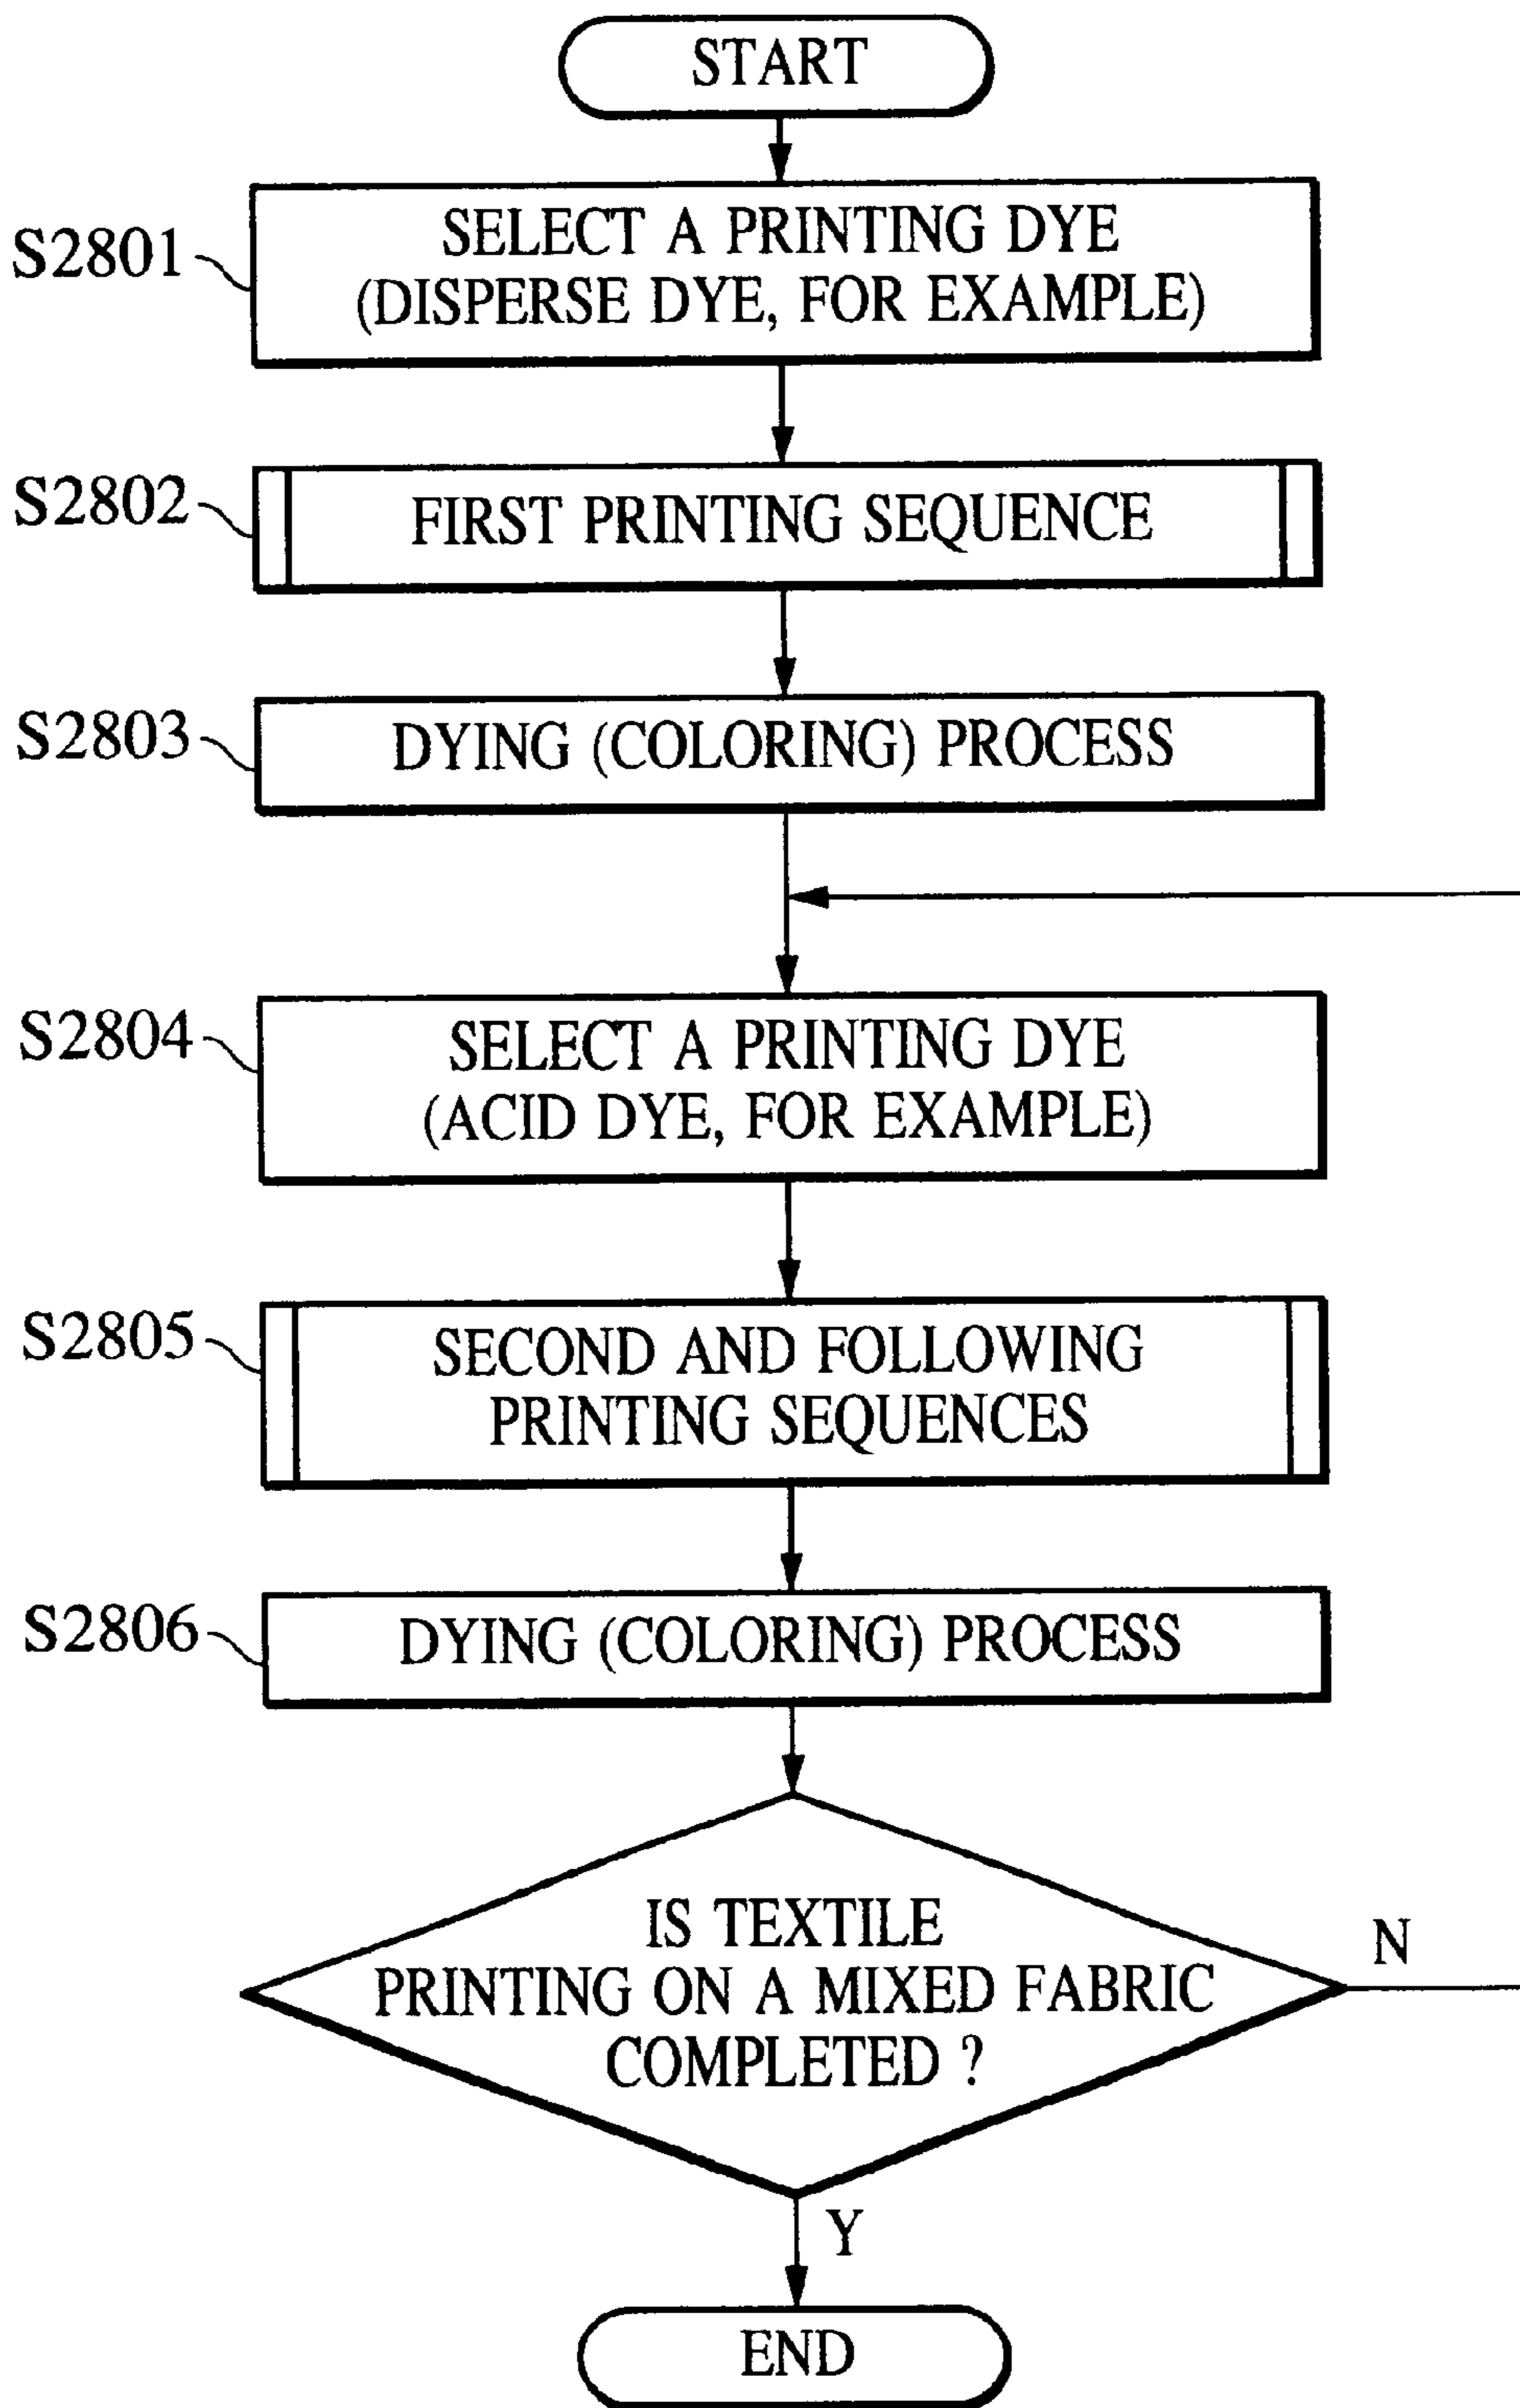 START
S2801
SELECT A PRINTING DYE
(DISPERSE DYE, FOR EXAMPLE)
S2802
FIRST PRINTING SEQUENCE
S2803
DYING (COLORING) PROCESS
S2804
SELECT A PRINTING DYE
(ACID DYE, FOR EXAMPLE)
S2805
SECOND AND FOLLOWING
PRINTING SEQUENCES
S2806
DYING (COLORING) PROCESS
IS TEXTILE
PRINTING ON A MIXED FABRIC
COMPLETED ?
N
Y
END